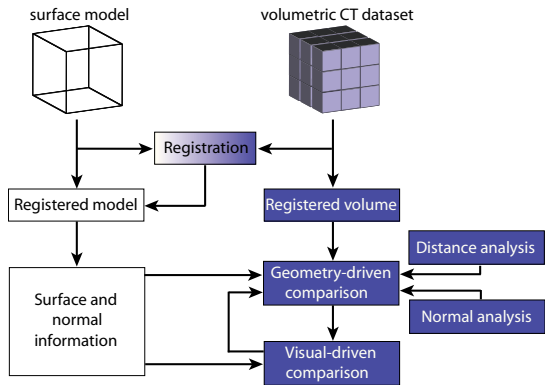 surface model
volumetric CT dataset
Registration
Registered model
Registered volume
Distance analysis
Geometry-driven
comparison
Surface and
normal
information
Normal analysis
Visual-driven
comparison